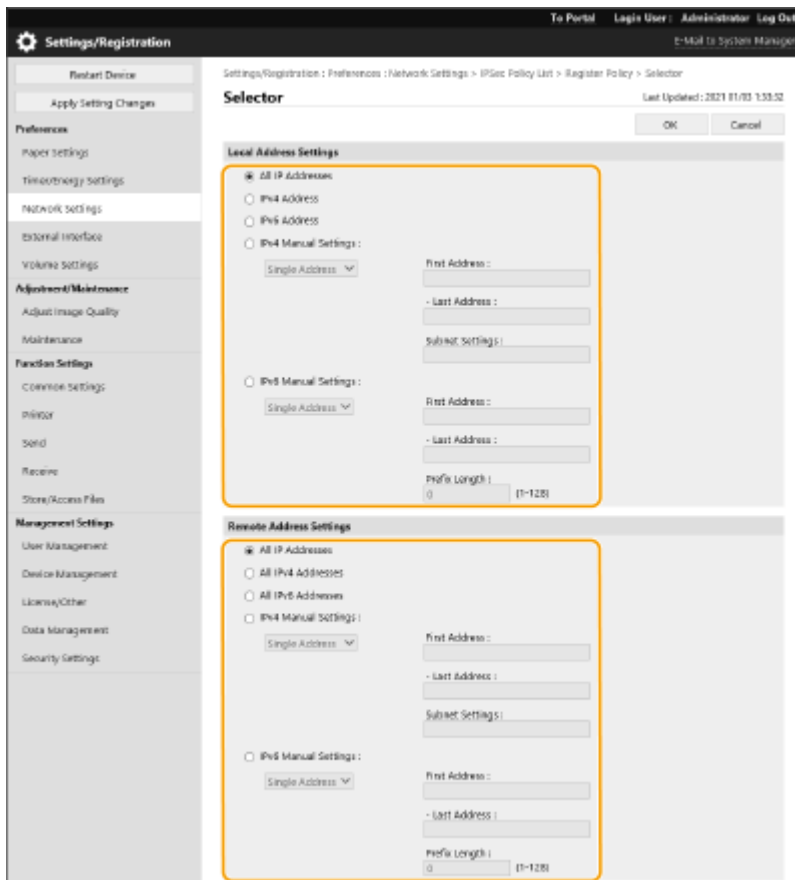 To Portal Login User : Administrator Log Out
Settings/Registration
E-Mail to System Manager
Restart Device
Apply Setting Changes
Preferences
Paper Settings
Timer/Energy Settings
Network Settings
External Interface
Volume Settings
Adjustment/Maintenance
Adjust Image Quality
Maintenance
Function Settings
Common Settings
Printer
Send
Receive
Store/Access Files
Management Settings
User Management
Device Management
License/Other
Data Management
Security Settings
Settings/Registration : Preferences : Network Settings > IPSec Policy List > Register Policy > Selector
Selector
Last Updated : 2021 01/03 1:33:32
OK Cancel
Local Address Settings
All IP Addresses
IPv4 Address
IPv6 Address
IPv4 Manual Settings :
Single Address
First Address :
- Last Address :
Subnet Settings :
IPv6 Manual Settings :
Single Address
First Address :
- Last Address :
Prefix Length :
0 (1-128)
Remote Address Settings
All IP Addresses
All IPv4 Addresses
All IPv6 Addresses
IPv4 Manual Settings :
Single Address
First Address :
- Last Address :
Subnet Settings :
IPv6 Manual Settings :
Single Address
First Address :
- Last Address :
Prefix Length :
0 (1-128)